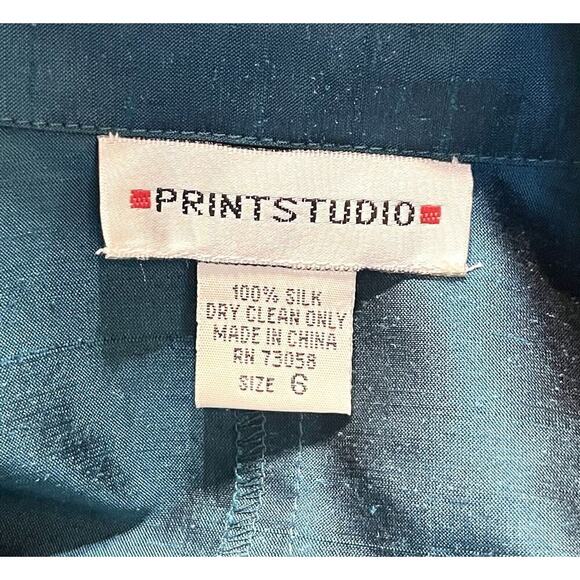 PRINTSTUDIO
100% SILK
DRY CLEAN ONLY
MADE IN CHINA
RN 73058
SIZE 6